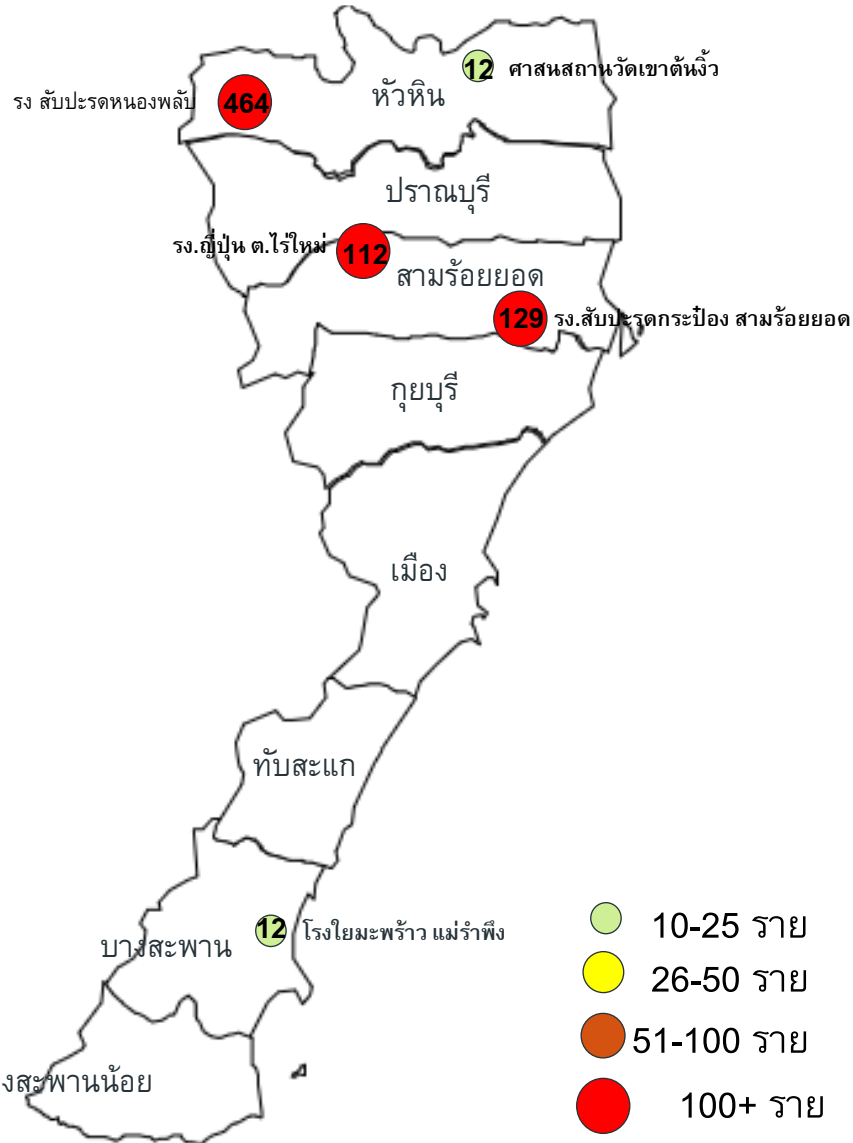 12 ศาสนสถานวัดเขาต้นงิ้ว
รง สับปะรดหนองพลับ 464 หัวหิน
ปราณบุรี
รง.ญี่ปุ่น ต.ไร่ใหม่ 112
สามร้อยยอด
129 รง.สับปะรดกระป๋อง สามร้อยยอด
กุยบุรี
เมือง
ทับสะแก
12 โรงใยมะพร้าว แม่รำพึง
บางสะพาน
งสะพานน้อย
10-25 ราย
26-50 ราย
51-100 ราย
100+ ราย